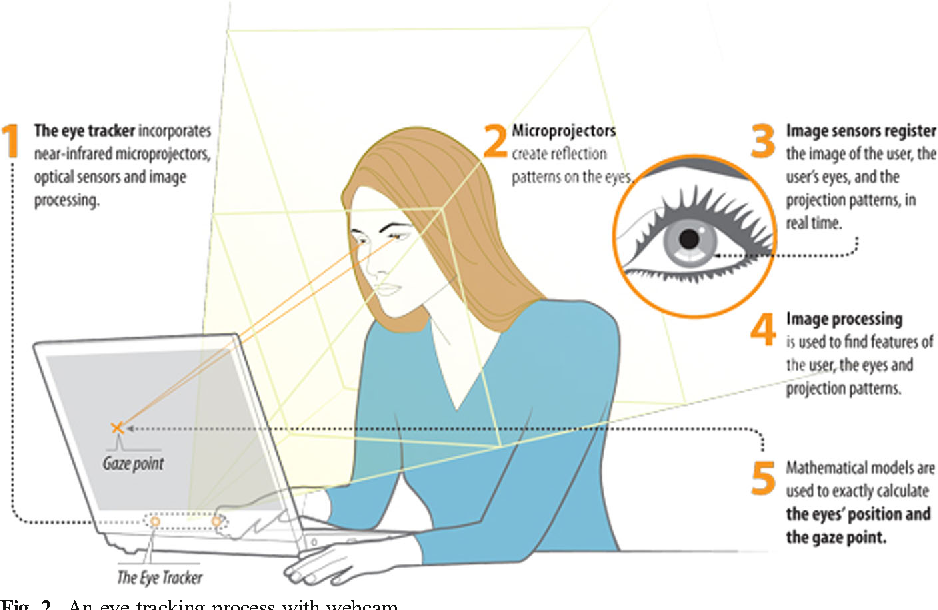 1
The eye tracker incorporates
near-infrared microprojectors,
optical sensors and image
processing.
2
Microprojectors
create reflection
patterns on the eyes.
3
Image sensors register
the image of the user, the
user's eyes, and the
projection patterns, in
real time.
4
Image processing
is used to find features of
the user, the eyes and
projection patterns.
5
Mathematical models are
used to exactly calculate
the eyes' position and
the gaze point.
Gaze point
The Eye Tracker
Fig. 2 An eye tracking process with webcam